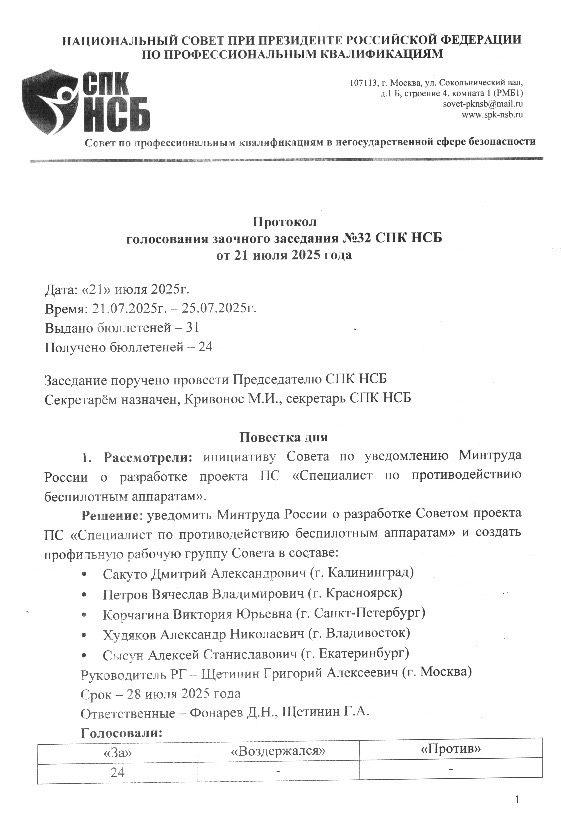 НАЦИОНАЛЬНЫЙ СОВЕТ ПРИ ПРЕЗИДЕНТЕ РОССИЙСКОЙ ФЕДЕРАЦИИ
ПО ПРОФЕССИОНАЛЬНЫМ КВАЛИФИКАЦИЯМ
СПК
НСБ
107113, г. Москва, ул. Сокольнический вал,
д.1 Б, строение 4, комната 1 (РМБ1)
sovet-pknsb@mail.ru
www.spk-nsb.ru
Совет по профессиональным квалификациям в негосударственной сфере безопасности
Протокол
голосования заочного заседания №32 СПК НСБ
от 21 июля 2025 года
Дата: «21» июля 2025г.
Время: 21.07.2025г. – 25.07.2025г.
Выдано бюллетеней – 31
Получено бюллетеней – 24
Заседание поручено провести Председателю СПК НСБ
Секретарём назначен, Кривонос М.И., секретарь СПК НСБ
Повестка дня
1. Рассмотрели: инициативу Совета по уведомлению Минтруда
России о разработке проекта ПС «Специалист по противодействию
беспилотным аппаратам».
Решение: уведомить Минтруда России о разработке Советом проекта
ПС «Специалист по противодействию беспилотным аппаратам» и создать
профильную рабочую группу Совета в составе:
• Сакуто Дмитрий Александрович (г. Калининград)
• Петров Вячеслав Владимирович (г. Красноярск)
• Корчагина Виктория Юрьевна (г. Санкт-Петербург)
• Худяков Александр Николаевич (г. Владивосток)
• Сысун Алексей Станиславович (г. Екатеринбург)
Руководитель РГ – Щетинин Григорий Алексеевич (г. Москва)
Срок – 28 июля 2025 года
Ответственные – Фонарев Д.Н., Щетинин Г.А.
Голосовали:
«За» «Воздержался» «Против»
24 - -
1